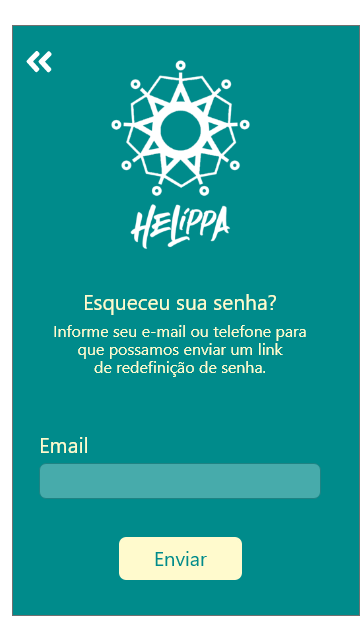 HELIPPA
Esqueceu sua senha?
Informe seu e-mail ou telefone para
que possamos enviar um link
de redefinição de senha.
Email
Enviar